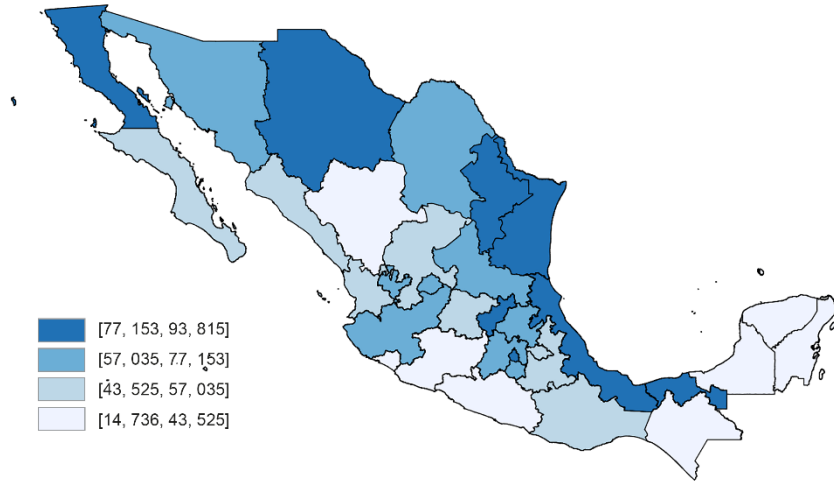 [77, 153, 93, 815]
[57, 035, 77, 153]
[43, 525, 57, 035]
[14, 736, 43, 525]